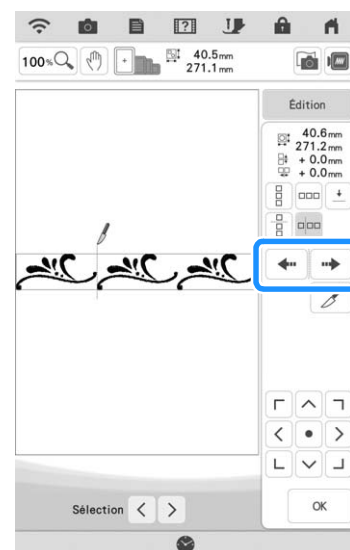 100%
40.5mm
271.1mm
Édition
40.6mm
271.2mm
+ 0.0mm
+ 0.0mm
Sélection
OK